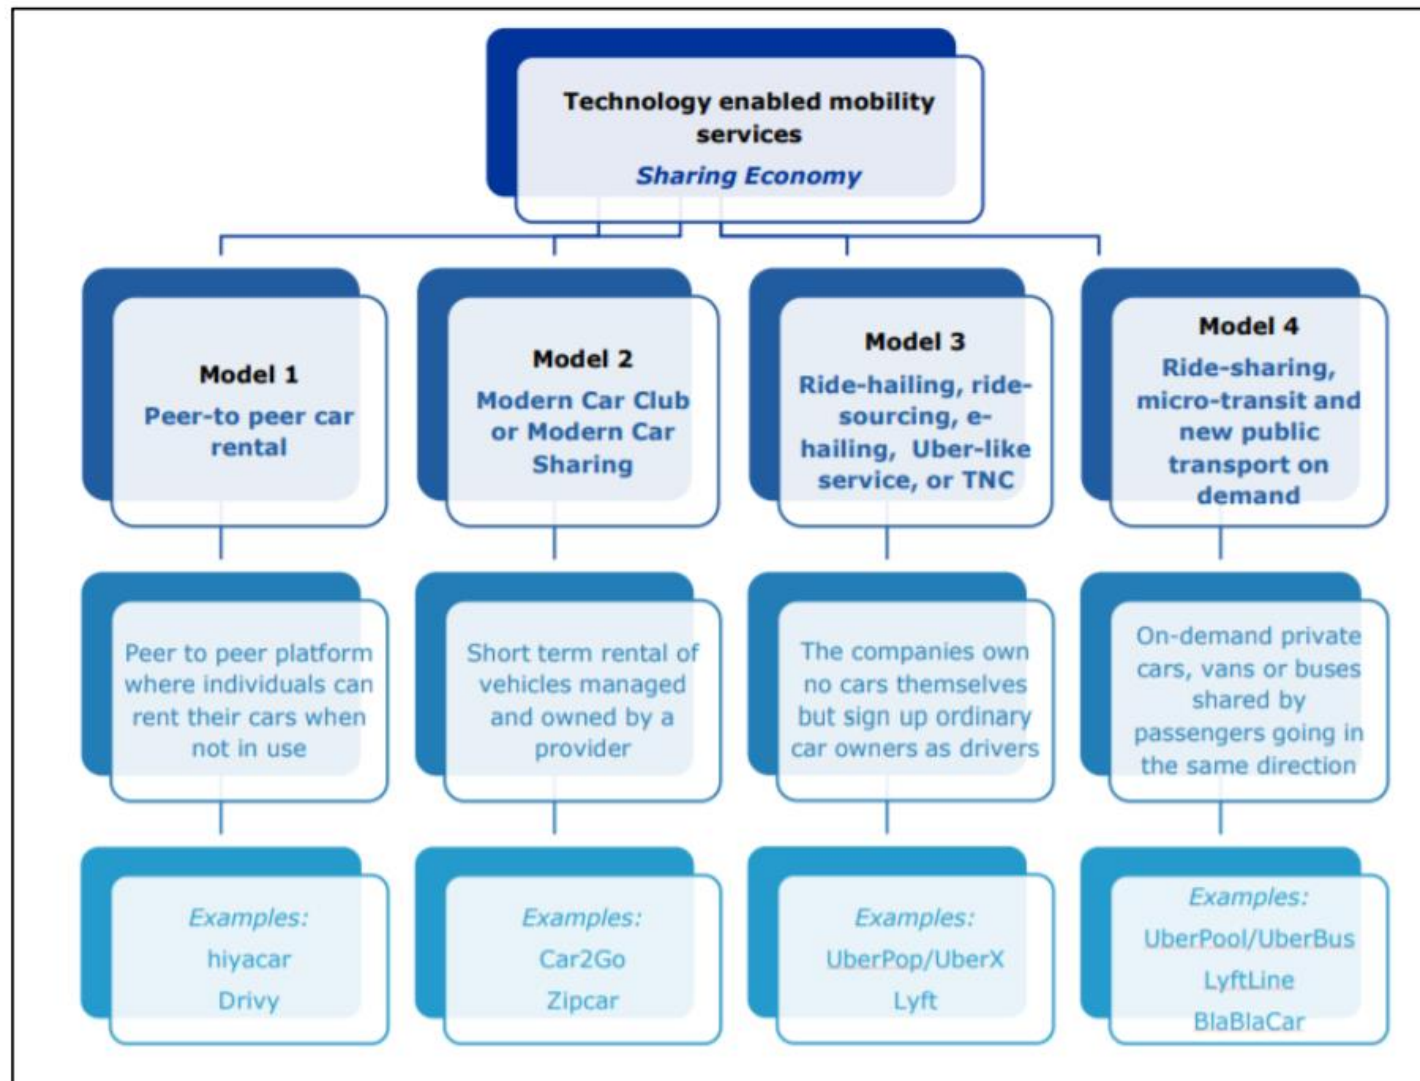 Technology enabled mobility
services
Sharing Economy
Model 1
Peer-to peer car
rental
Model 2
Modern Car Club
or Modern Car
Sharing
Model 3
Ride-hailing, ride-
sourcing, e-
hailing, Uber-like
service, or TNC
Model 4
Ride-sharing,
micro-transit and
new public
transport on
demand
Peer to peer platform
where individuals can
rent their cars when
not in use
Short term rental of
vehicles managed
and owned by a
provider
The companies own
no cars themselves
but sign up ordinary
car owners as drivers
On-demand private
cars, vans or buses
shared by
passengers going in
the same direction
Examples:
hiyacar
Drivy
Examples:
Car2Go
Zipcar
Examples:
UberPop/UberX
Lyft
Examples:
UberPool/UberBus
LyftLine
BlaBlaCar